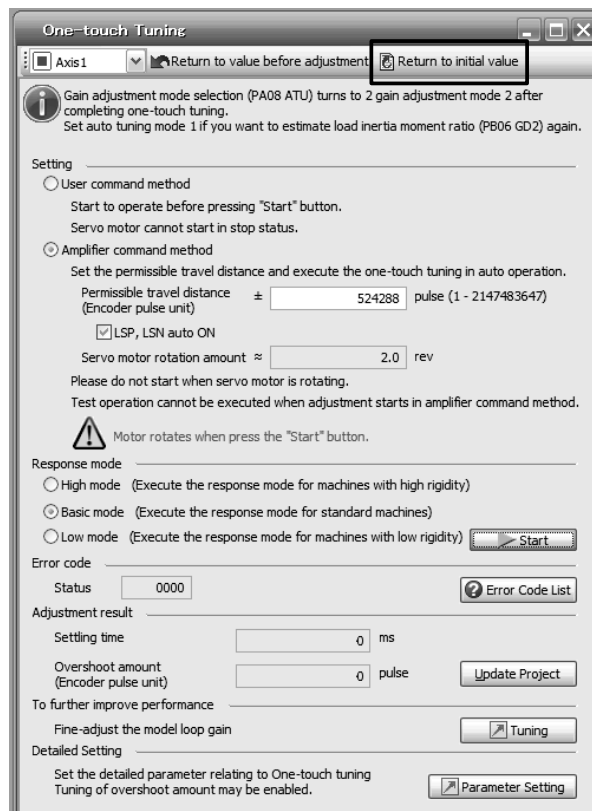 One-touch Tuning
Axis1 Return to value before adjustment Return to initial value
Gain adjustment mode selection (PA08 ATU) turns to 2 gain adjustment mode 2 after
completing one-touch tuning.
Set auto tuning mode 1 if you want to estimate load inertia moment ratio (PB06 GD2) again.
Setting
User command method
Start to operate before pressing "Start" button.
Servo motor cannot start in stop status.
Amplifier command method
Set the permissible travel distance and execute the one-touch tuning in auto operation.
Permissible travel distance ± 524288 pulse (1 - 2147483647)
(Encoder pulse unit)
LSP, LSN auto ON
Servo motor rotation amount ≈ 2.0 rev
Please do not start when servo motor is rotating.
Test operation cannot be executed when adjustment starts in amplifier command method.
Motor rotates when press the "Start" button.
Response mode
High mode (Execute the response mode for machines with high rigidity)
Basic mode (Execute the response mode for standard machines)
Low mode (Execute the response mode for machines with low rigidity) Start
Error code
Status 0000 Error Code List
Adjustment result
Settling time 0 ms
Overshoot amount 0 pulse
(Encoder pulse unit) Update Project
To further improve performance
Fine-adjust the model loop gain Tuning
Detailed Setting
Set the detailed parameter relating to One-touch tuning
Tuning of overshoot amount may be enabled. Parameter Setting